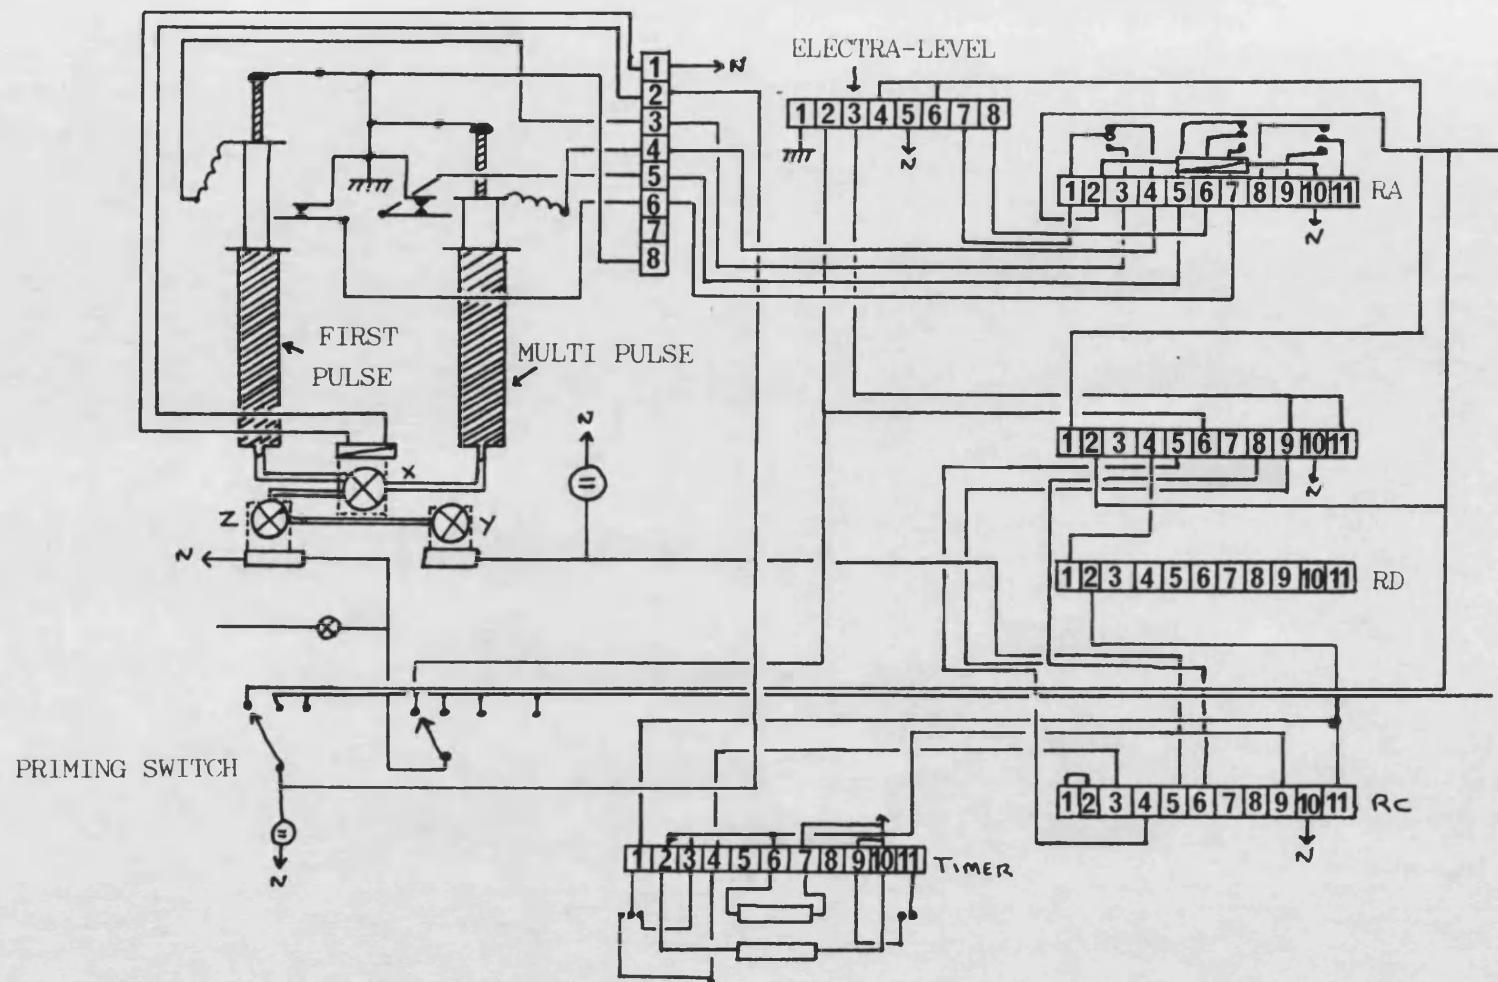 ELECTRA-LEVEL
1
2
3
4
5
6
7
8
N
1 2 3 4 5 6 7 8
N
1 2 3 4 5 6 7 8 9 10 11
RA
N
FIRST
PULSE
MULTI PULSE
N
X
Z
Y
N
1 2 3 4 5 6 7 8 9 10 11
N
1 2 3 4 5 6 7 8 9 10 11
RD
PRIMING SWITCH
N
1 2 3 4 5 6 7 8 9 10 11
RC
N
1 2 3 4 5 6 7 8 9 10 11
TIMER